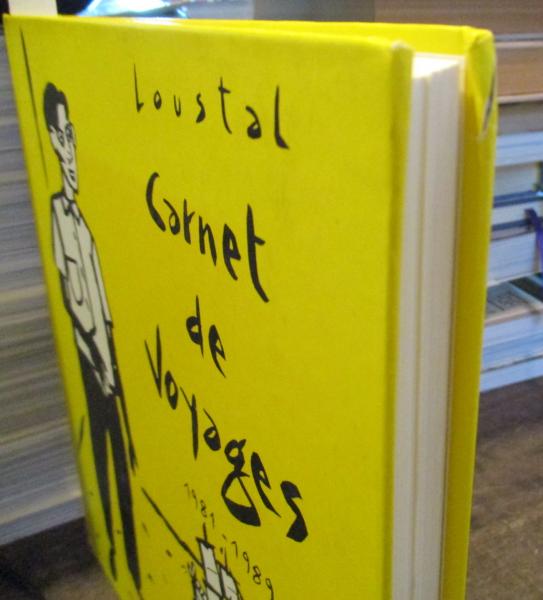 Loustal
Carnet
de
Voyages
1981-1989